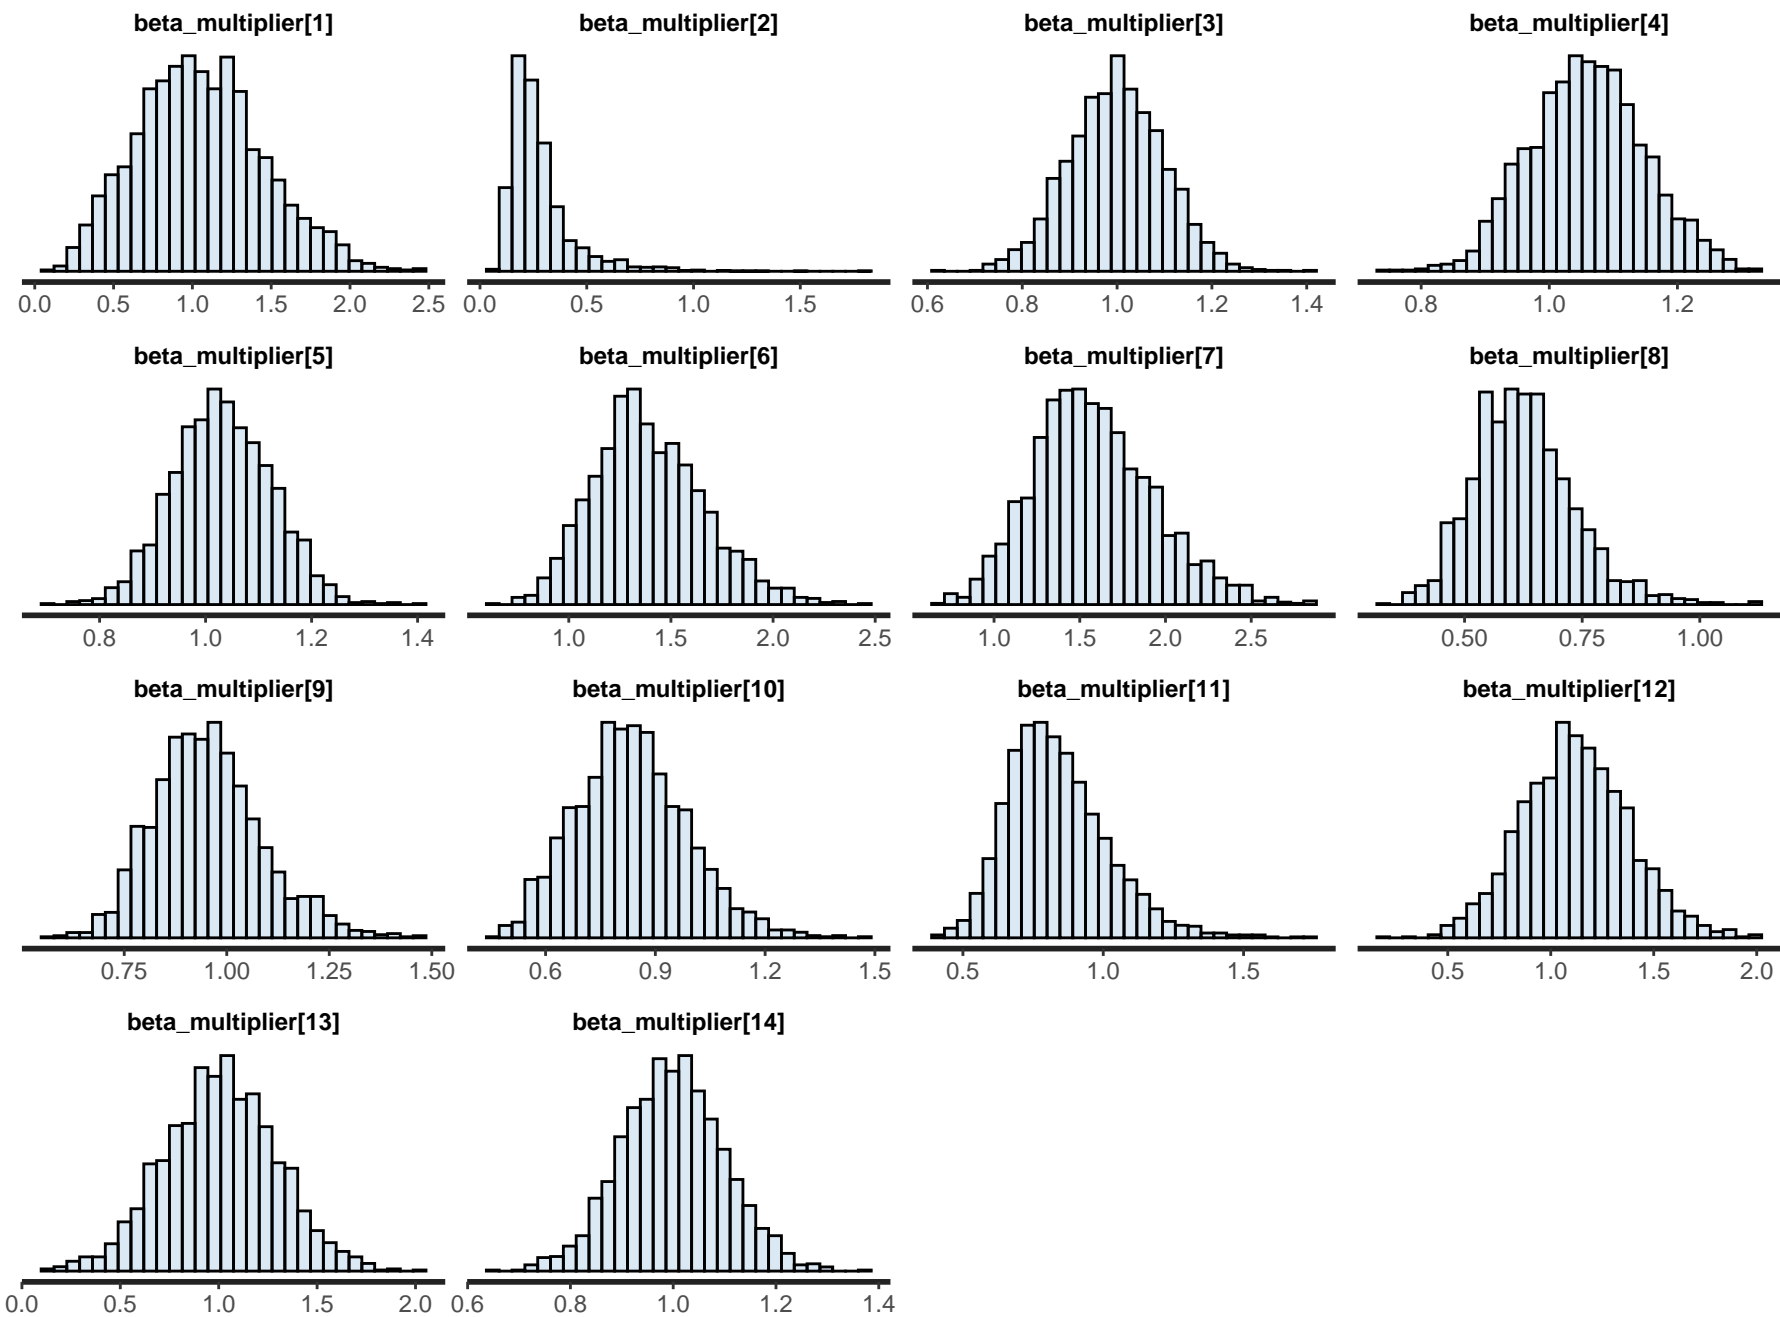 beta_multiplier[1] beta_multiplier[2] beta_multiplier[3] beta_multiplier[4]
0.0 0.5 1.0 1.5 2.0 2.5 0.0 0.5 1.0 1.5 0.6 0.8 1.0 1.2 1.4 0.8 1.0 1.2
beta_multiplier[5] beta_multiplier[6] beta_multiplier[7] beta_multiplier[8]
0.8 1.0 1.2 1.4 1.0 1.5 2.0 2.5 1.0 1.5 2.0 2.5 0.50 0.75 1.00
beta_multiplier[9] beta_multiplier[10] beta_multiplier[11] beta_multiplier[12]
0.75 1.00 1.25 1.50 0.6 0.9 1.2 1.5 0.5 1.0 1.5 0.5 1.0 1.5 2.0
beta_multiplier[13] beta_multiplier[14]
0.0 0.5 1.0 1.5 2.0 0.6 0.8 1.0 1.2 1.4